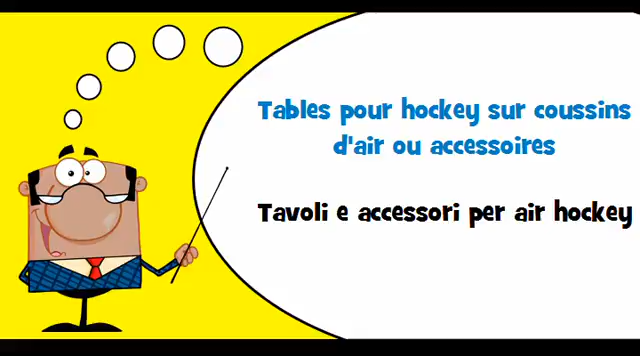 Tables pour hockey sur coussins
d'air ou accessoires
Tavoli e accessori per air hockey